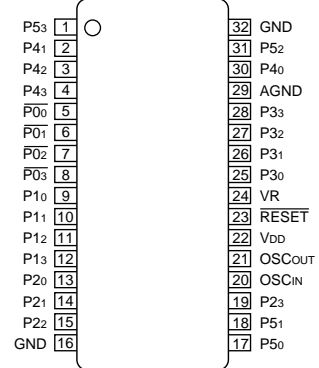 P53 1 32 GND
P41 2 31 P52
P42 3 30 P40
P43 4 29 AGND
P00 5 28 P33
P01 6 27 P32
P02 7 26 P31
P03 8 25 P30
P10 9 24 VR
P11 10 23 RESET
P12 11 22 VDD
P13 12 21 OSCOUT
P20 13 20 OSCIN
P21 14 19 P23
P22 15 18 P51
GND 16 17 P50